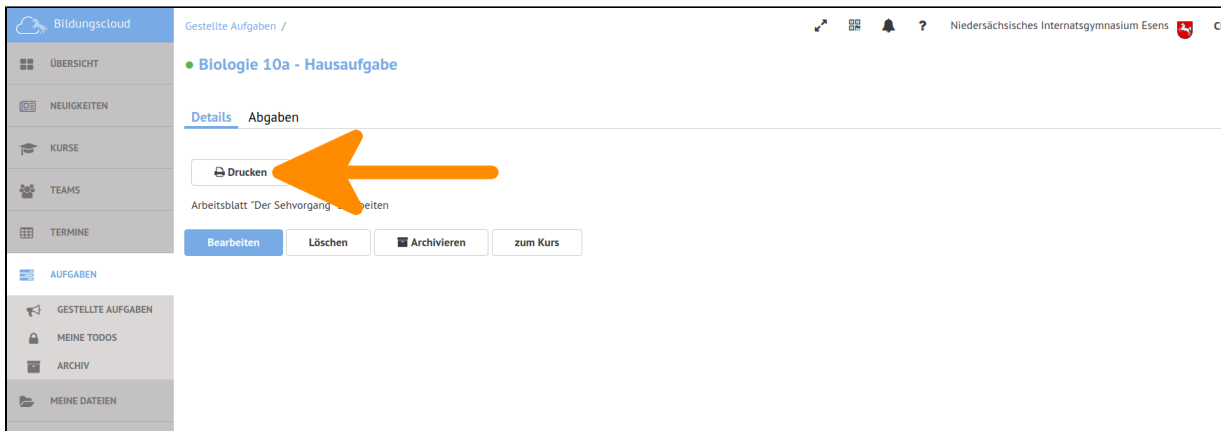 Bildungscloud
Gestellte Aufgaben /
?
Niedersächsisches Internatsgymnasium Esens
ÜBERSICHT
NEUIGKEITEN
KURSE
TEAMS
TERMINE
AUFGABEN
GESTELLTE AUFGABEN
MEINE TODOS
ARCHIV
MEINE DATEIEN
Biologie 10a - Hausaufgabe
Details Abgaben
Drucken
Arbeitsblatt "Der Sehvorgang
Bearbeiten Löschen Archivieren zum Kurs